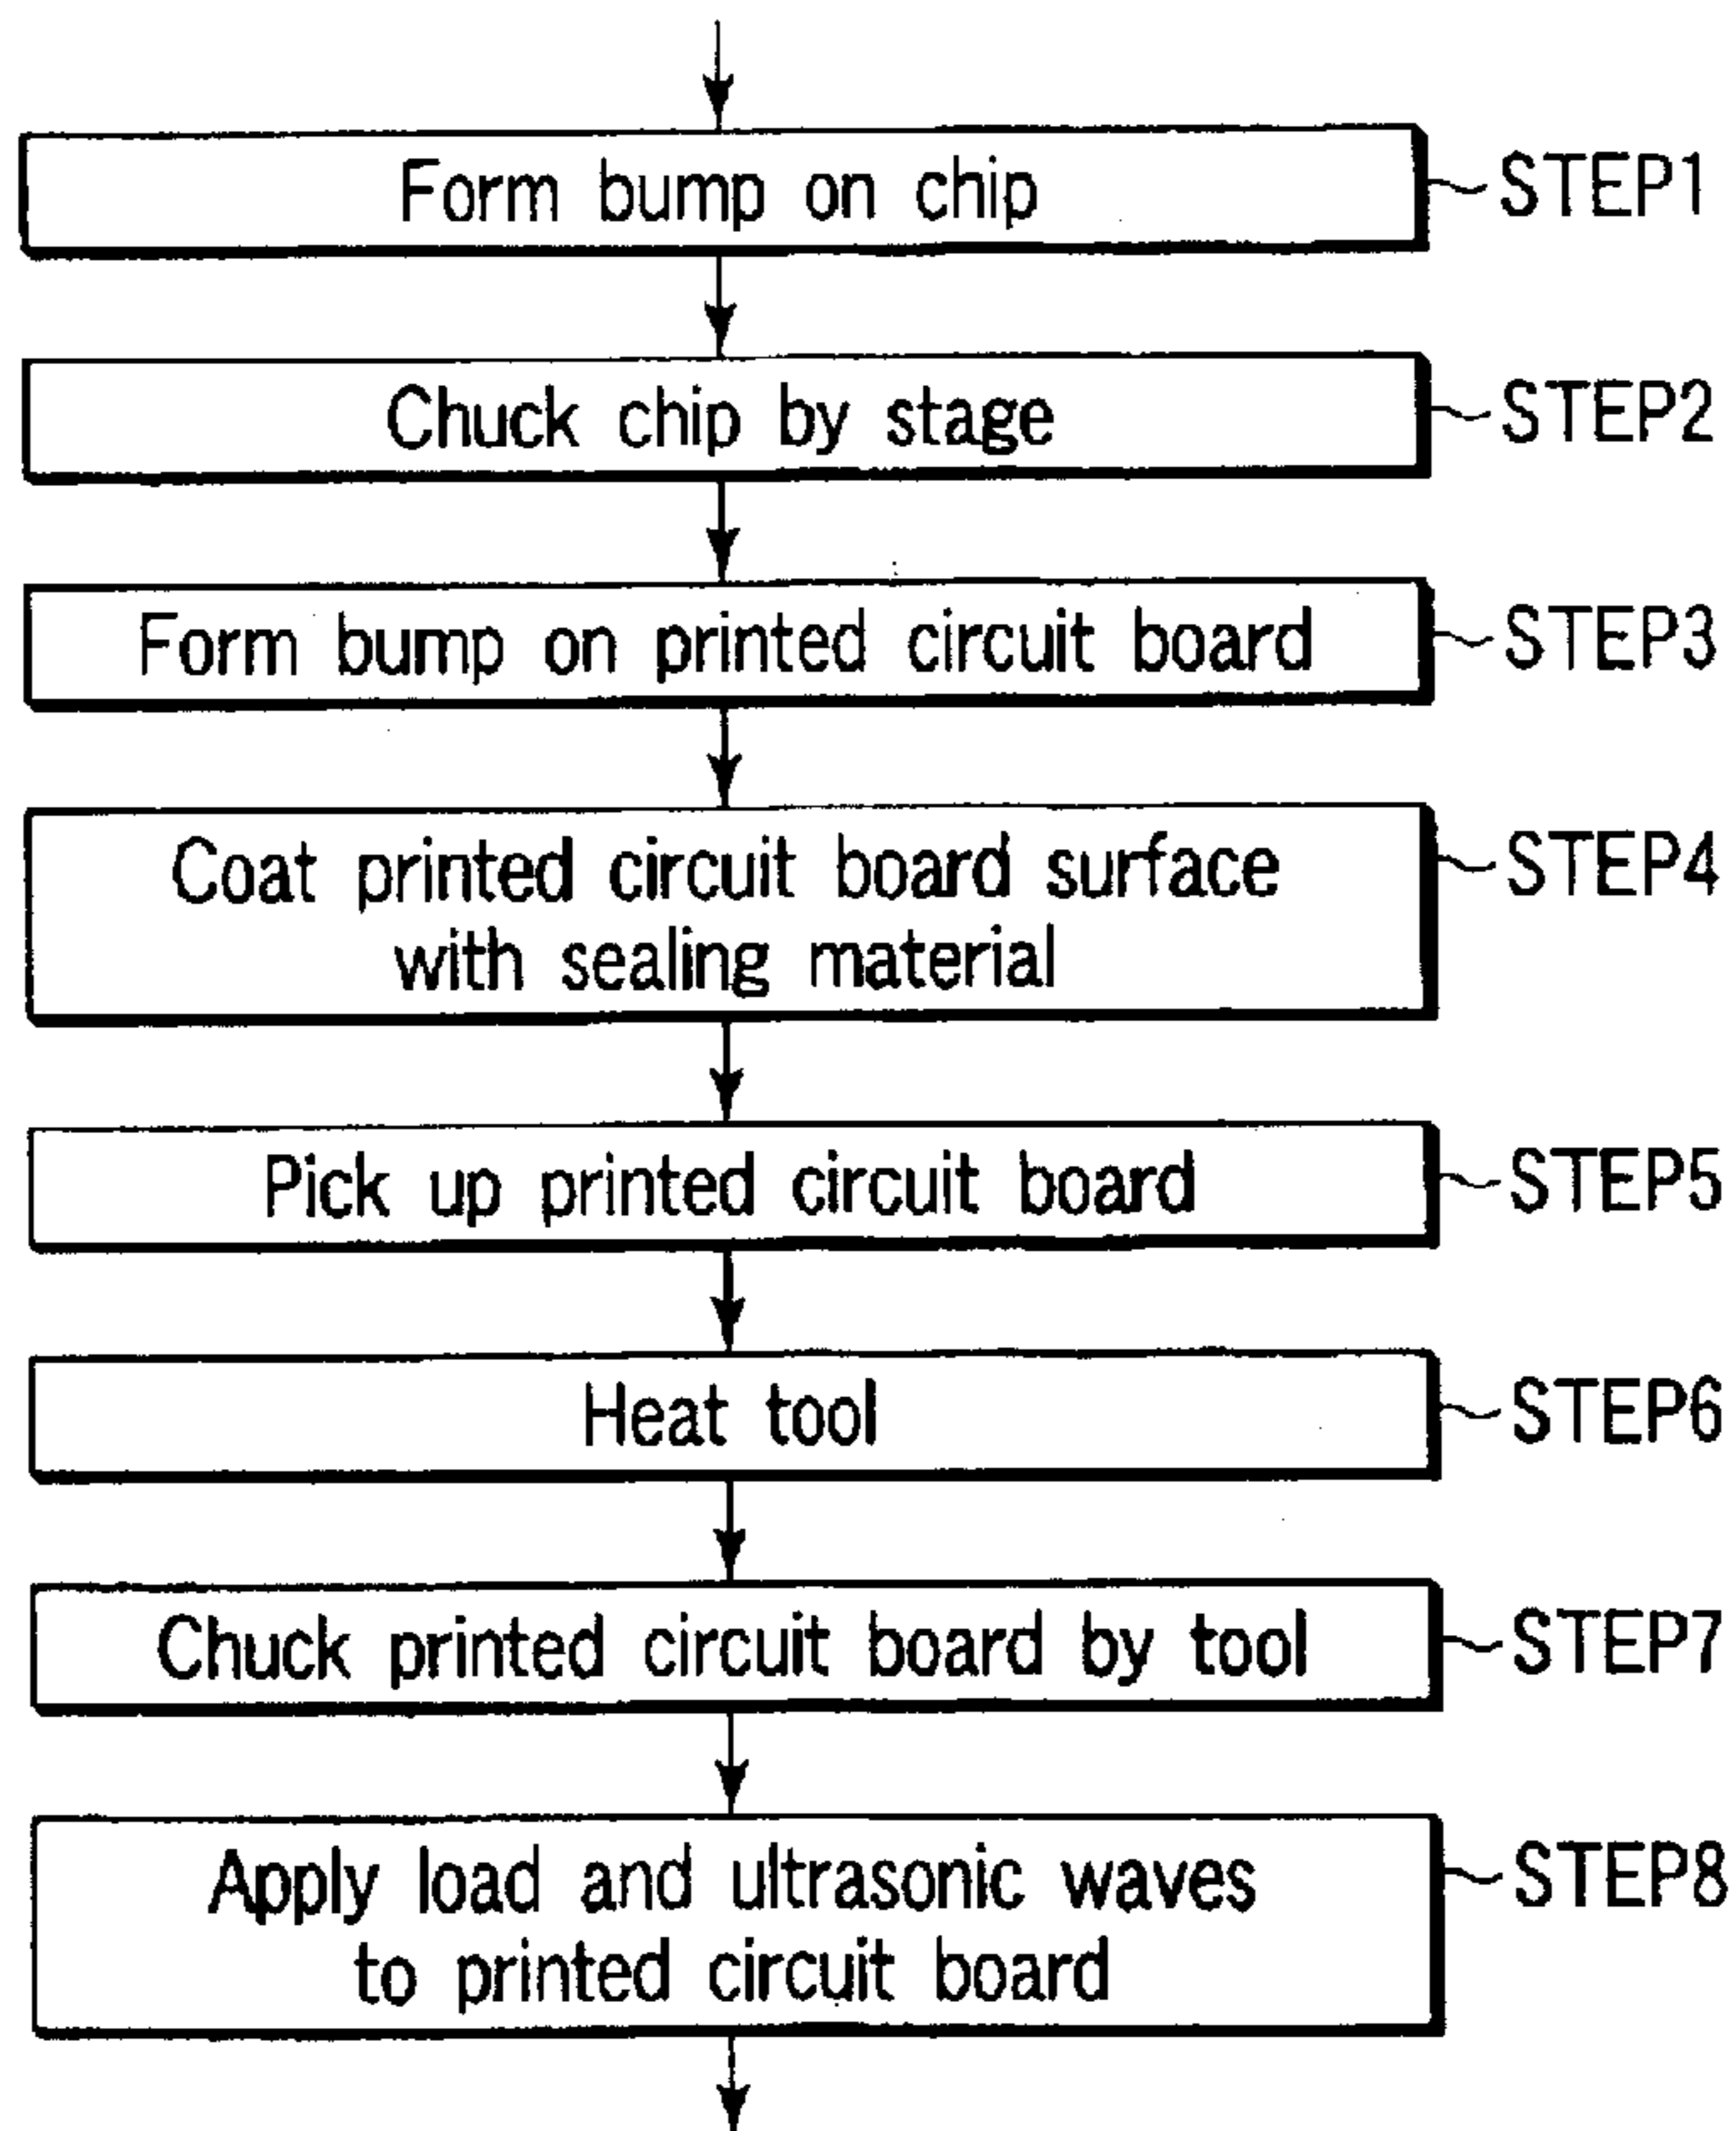 Form bump on chip STEP1
Chuck chip by stage STEP2
Form bump on printed circuit board STEP3
Coat printed circuit board surface STEP4
with sealing material
Pick up printed circuit board STEP5
Heat tool STEP6
Chuck printed circuit board by tool STEP7
Apply load and ultrasonic waves STEP8
to printed circuit board